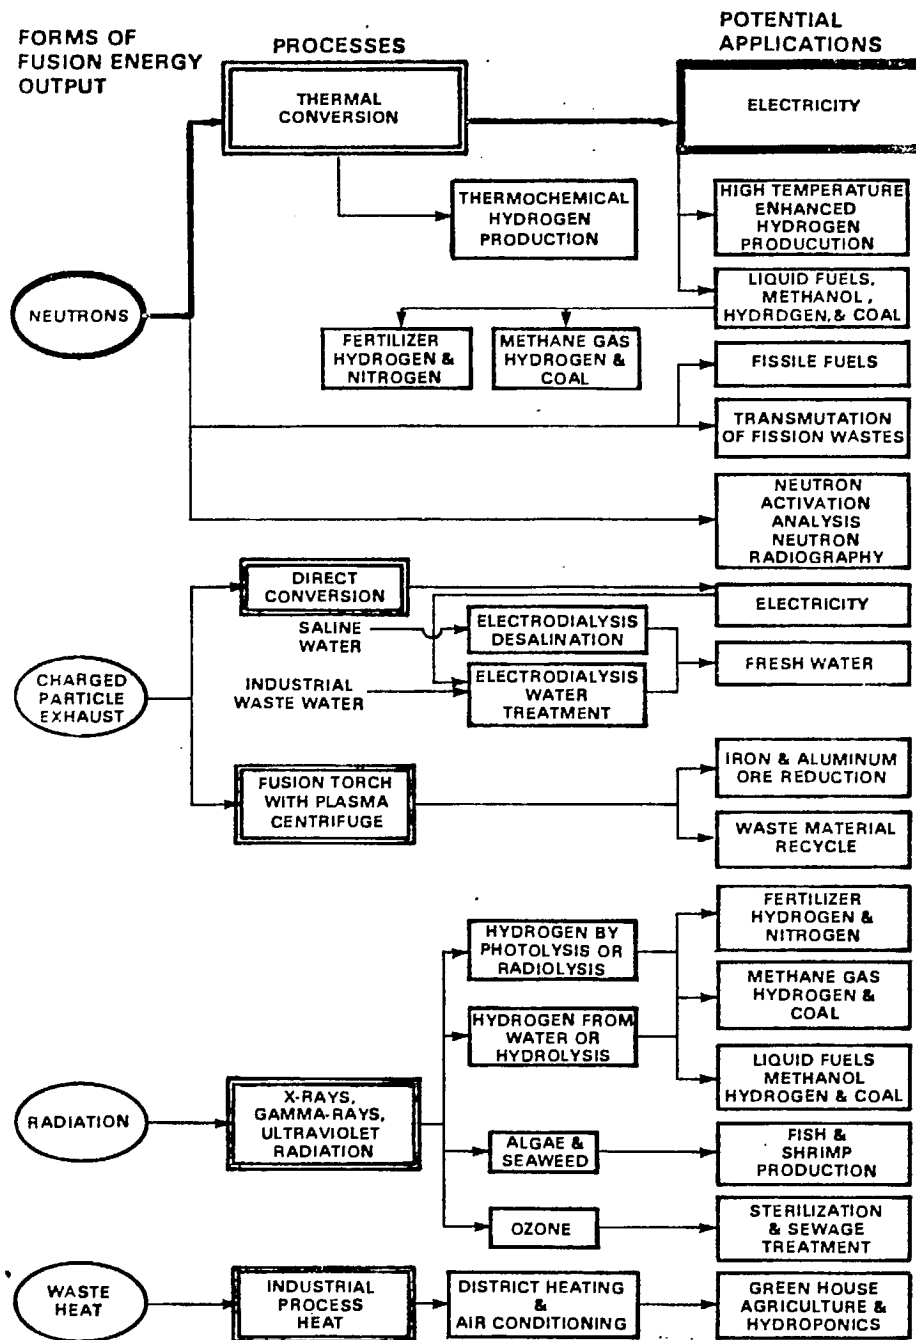 FORMS OF
FUSION ENERGY
OUTPUT
PROCESSES
POTENTIAL
APPLICATIONS
THERMAL
CONVERSION
ELECTRICITY
THERMOCHEMICAL
HYDROGEN
PRODUCTION
HIGH TEMPERATURE
ENHANCED
HYDROGEN
PRODUCUTION
NEUTRONS
LIQUID FUELS,
METHANOL,
HYDROGEN, & COAL
FERTILIZER
HYDROGEN &
NITROGEN
METHANE GAS
HYDROGEN &
COAL
FISSILE FUELS
TRANSMUTATION
OF FISSION WASTES
NEUTRON
ACTIVATION
ANALYSIS
NEUTRON
RADIOGRAPHY
DIRECT
CONVERSION
ELECTRICITY
SALINE
WATER
ELECTRODIALYSIS
DESALINATION
FRESH WATER
CHARGED
PARTICLE
EXHAUST
INDUSTRIAL
WASTE WATER
ELECTRODIALYSIS
WATER
TREATMENT
FUSION TORCH
WITH PLASMA
CENTRIFUGE
IRON & ALUMINUM
ORE REDUCTION
WASTE MATERIAL
RECYCLE
HYDROGEN BY
PHOTOLYSIS OR
RADIOLYSIS
FERTILIZER
HYDROGEN &
NITROGEN
METHANE GAS
HYDROGEN &
COAL
HYDROGEN FROM
WATER OR
HYDROLYSIS
LIQUID FUELS
METHANOL
HYDROGEN & COAL
RADIATION
X-RAYS,
GAMMA-RAYS,
ULTRAVIOLET
RADIATION
ALGAE &
SEAWEED
FISH &
SHRIMP
PRODUCTION
OZONE
STERILIZATION
& SEWAGE
TREATMENT
WASTE
HEAT
INDUSTRIAL
PROCESS
HEAT
DISTRICT HEATING
&
AIR CONDITIONING
GREEN HOUSE
AGRICULTURE &
HYDROPONICS